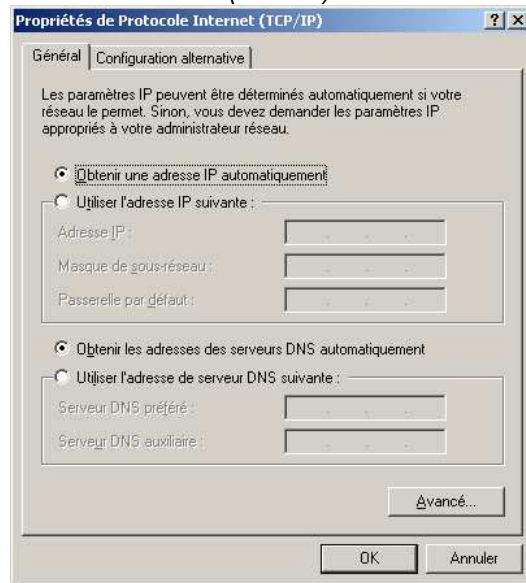 Propriétés de Protocole Internet (TCP/IP)
Général
Configuration alternative
Les paramètres IP peuvent être déterminés automatiquement si votre
réseau le permet. Sinon, vous devez demander les paramètres IP
appropriés à votre administrateur réseau.
Obtenir une adresse IP automatiquement
Utiliser l'adresse IP suivante :
Adresse IP :
Masque de sous-réseau :
Passerelle par défaut :
Obtenir les adresses des serveurs DNS automatiquement
Utiliser l'adresse de serveur DNS suivante :
Serveur DNS préféré :
Serveur DNS auxiliaire :
Avancé...
OK
Annuler